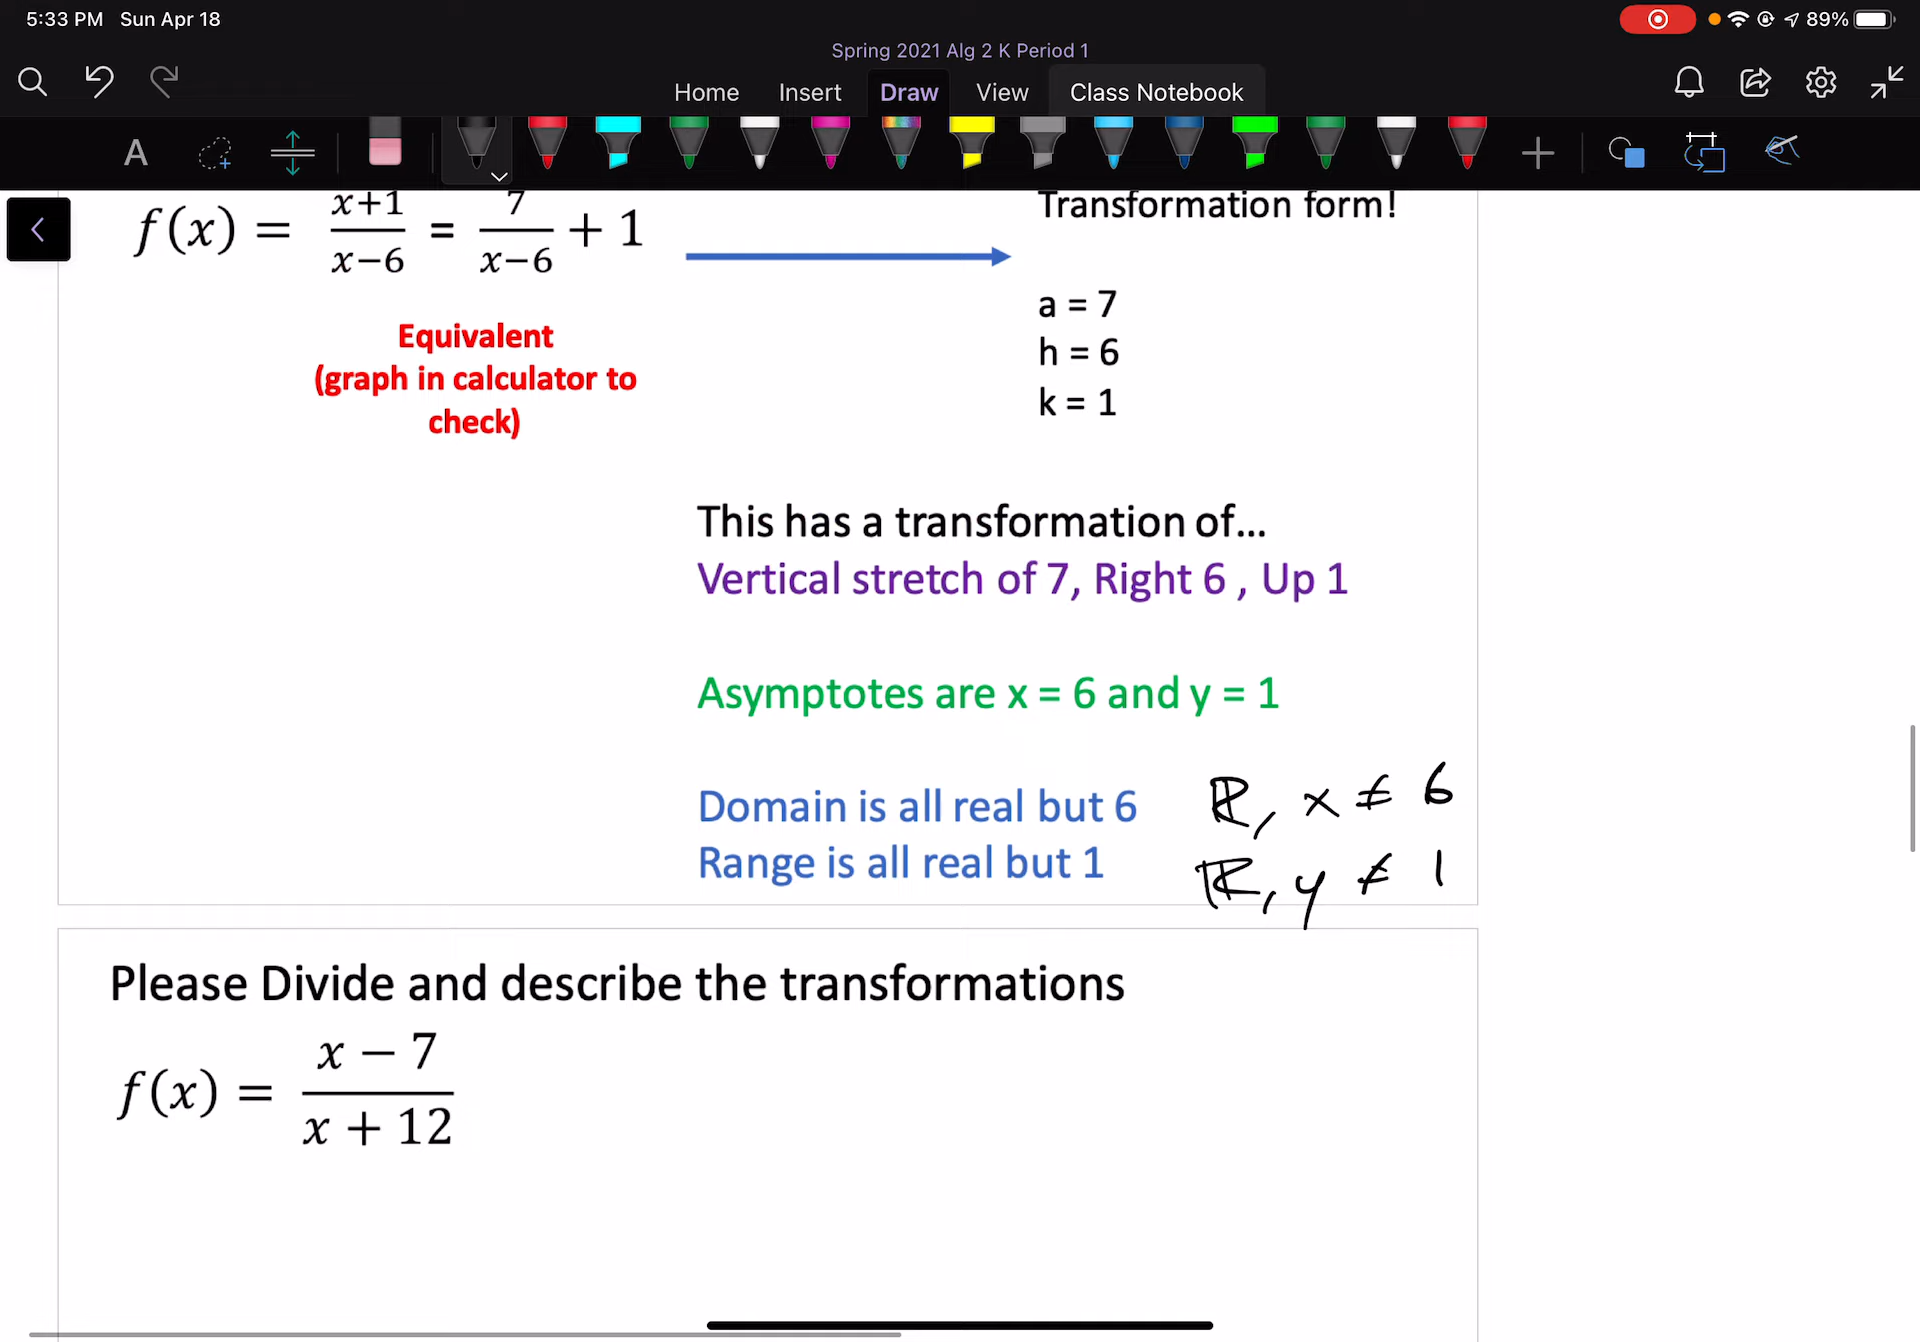 5:33 PM Sun Apr 18
89%
Spring 2021 Alg 2 K Period 1
Home Insert Draw View Class Notebook
A
f(x) = x+1/x−6 = 7/x−6 + 1
Transformation form!
a = 7
h = 6
k = 1
Equivalent
(graph in calculator to
check)
This has a transformation of...
Vertical stretch of 7, Right 6 , Up 1
Asymptotes are x = 6 and y = 1
Domain is all real but 6 ℝ, x ≠ 6
Range is all real but 1 ℝ, y ≠ 1
Please Divide and describe the transformations
f(x) = x − 7/x + 12